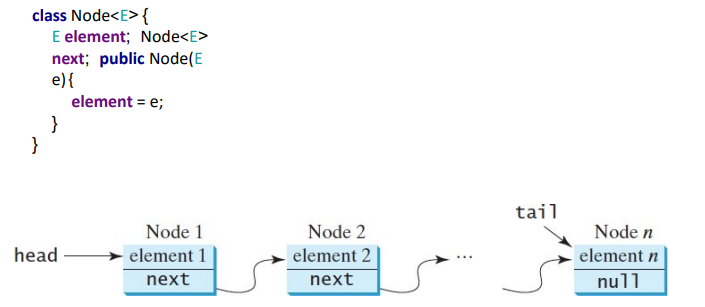 class Node<E> {
E element;  Node<E>
next;  public Node(E
e){
element = e;
}
}
tail
Node 1 Node 2 Node n
head element 1 element 2 ... element n
next next null